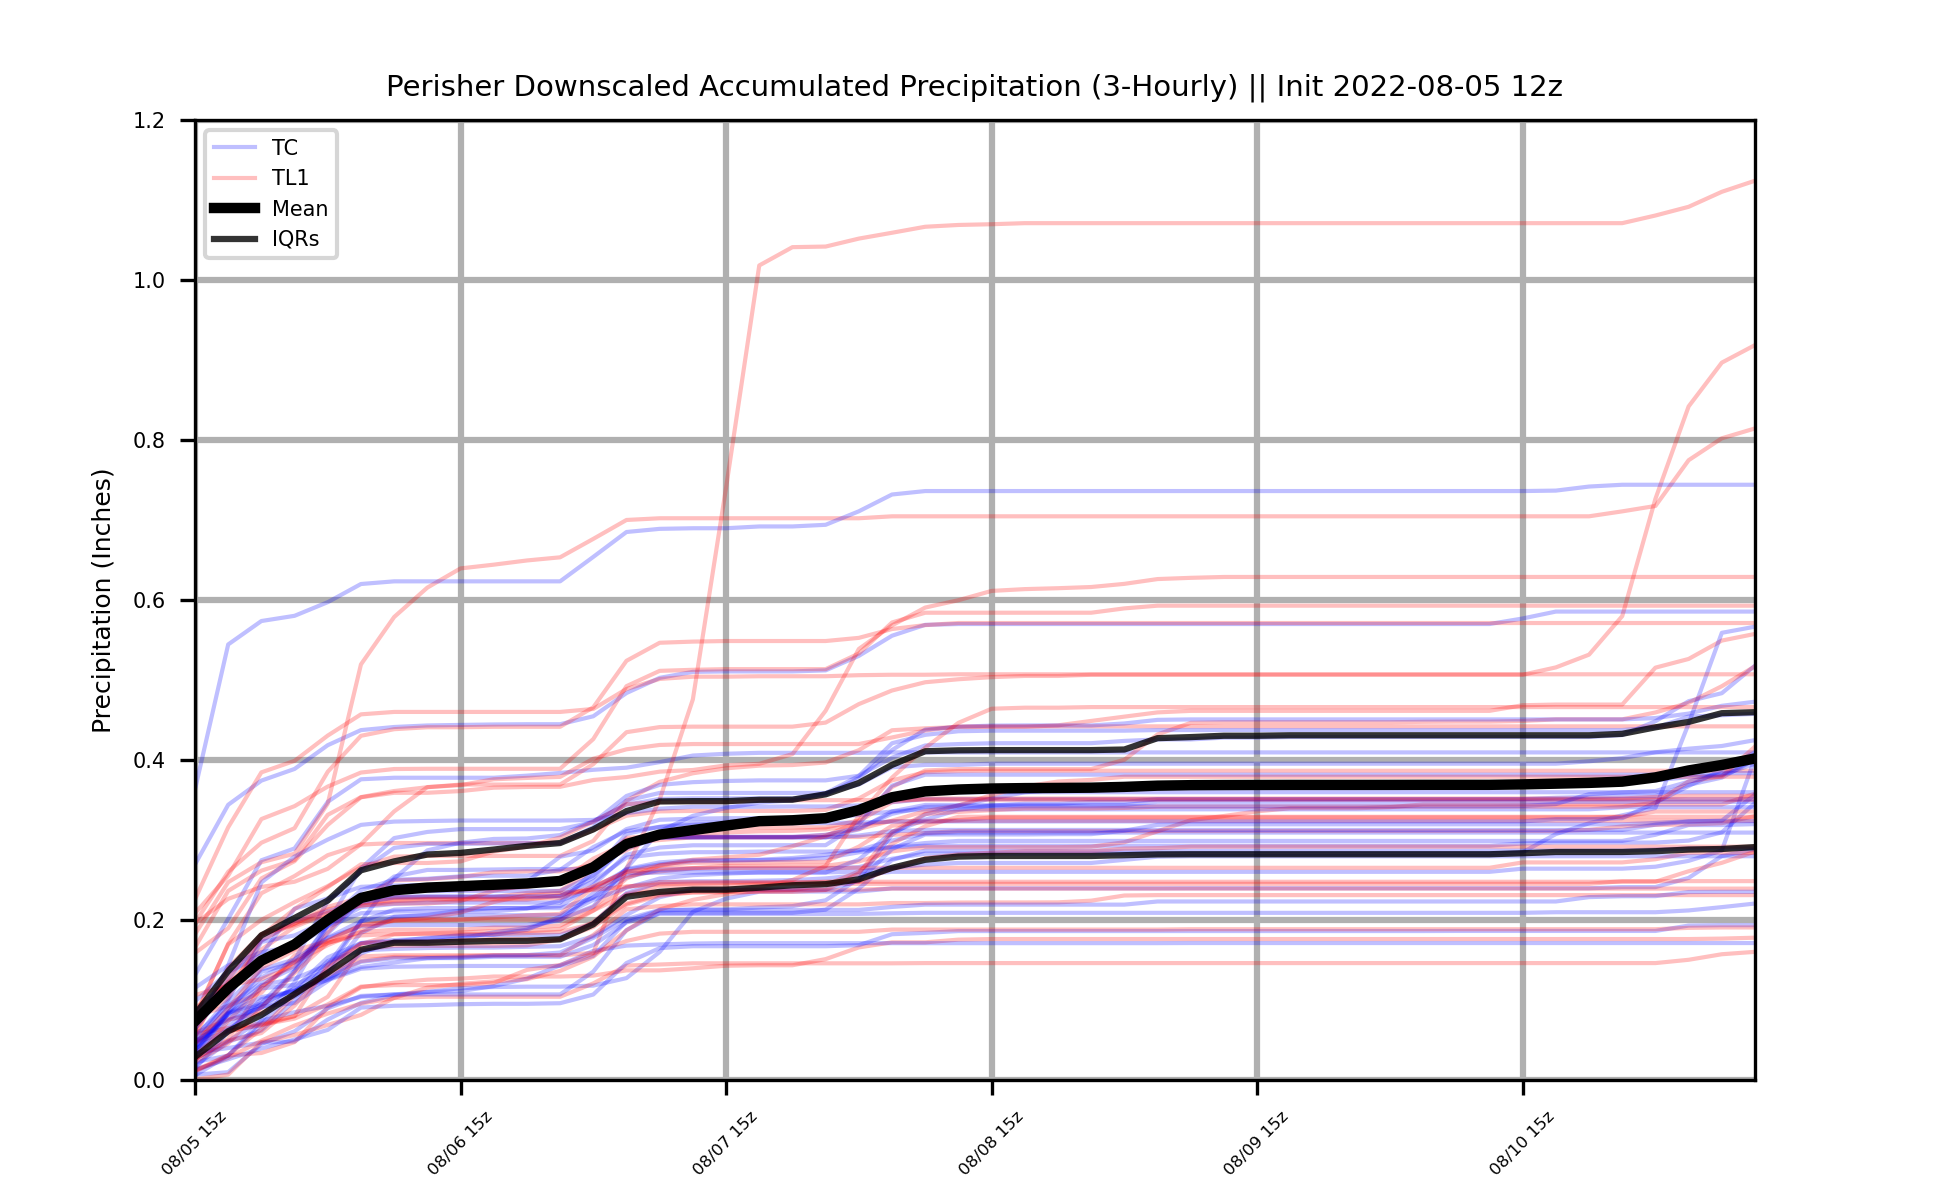 Perisher Downscaled Accumulated Precipitation (3-Hourly) || Init 2022-08-05 12z
TC
TL1
Mean
IQRs
Precipitation (Inches)
1.2
1.0
0.8
0.6
0.4
0.2
0.0
08/05 15z
08/06 15z
08/07 15z
08/08 15z
08/09 15z
08/10 15z